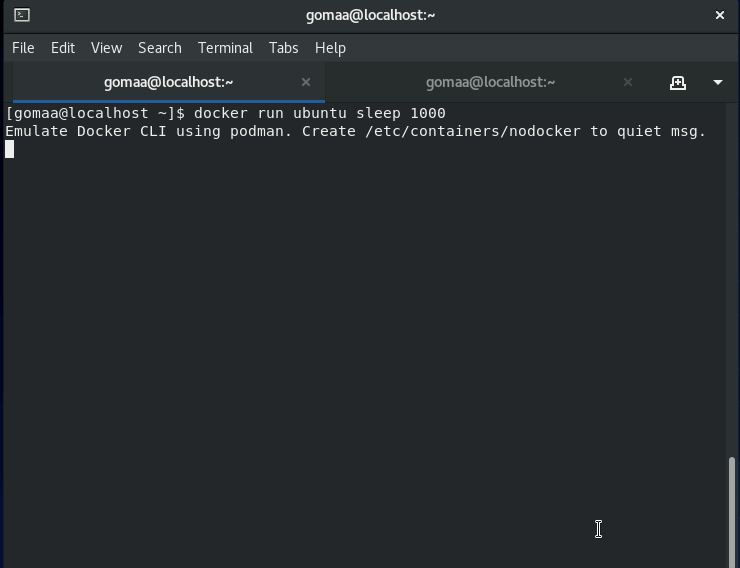 gomaa@localhost:~
File Edit View Search Terminal Tabs Help
gomaa@localhost:~ gomaa@localhost:~
[gomaa@localhost ~]$ docker run ubuntu sleep 1000
Emulate Docker CLI using podman. Create /etc/containers/nodocker to quiet msg.